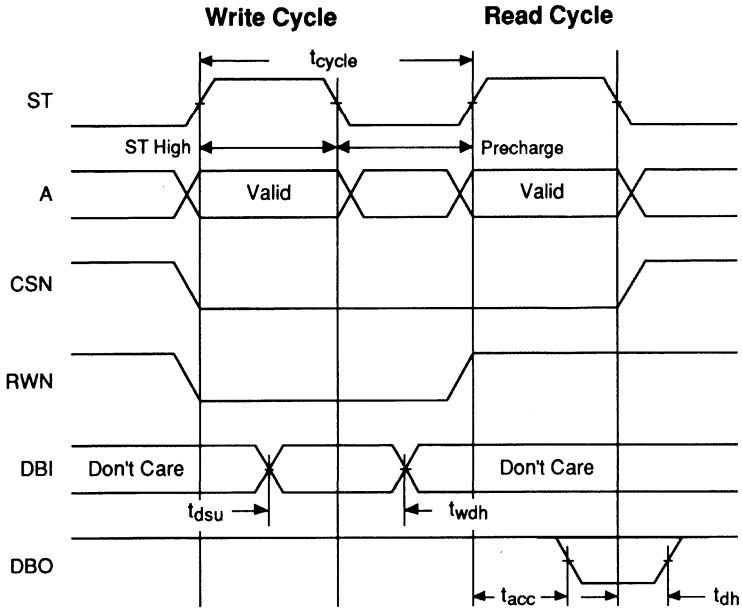 Write Cycle Read Cycle
tcycle
ST
ST High Precharge
A Valid Valid
CSN
RWN
DBI Don't Care Don't Care
tdsu twdh
DBO
tacc tdh